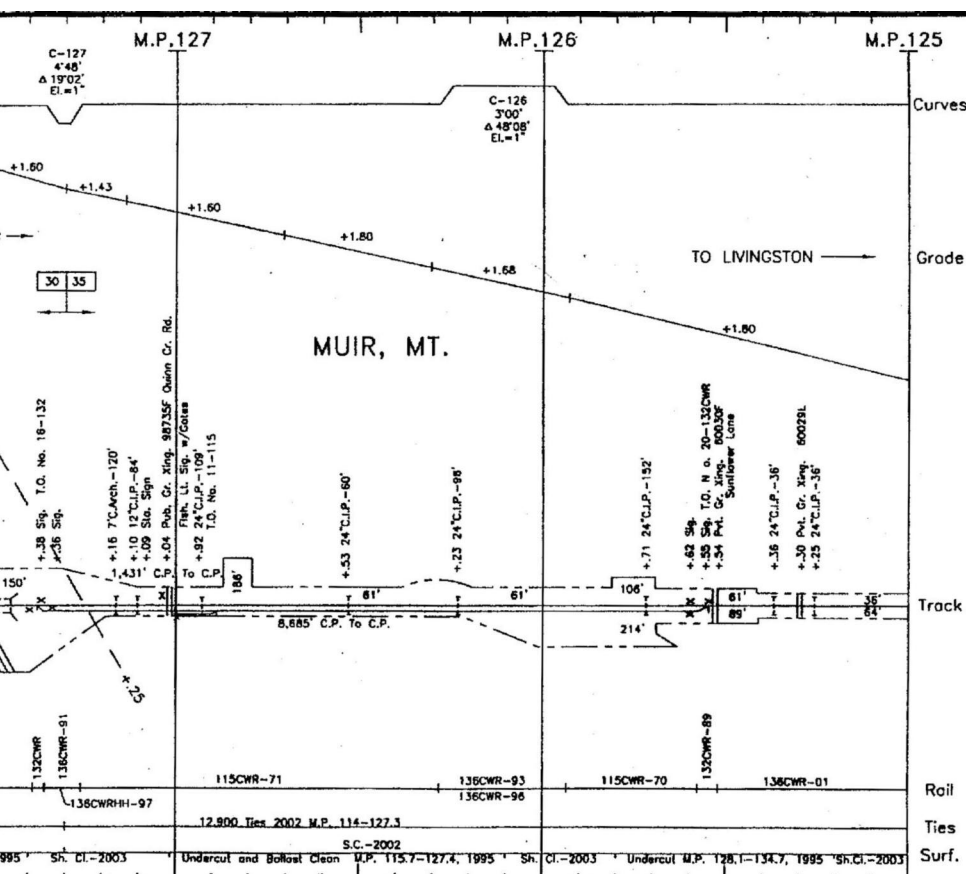 M.P.127
M.P.126
M.P.125
C-127
4°48'
Δ 19°02'
El.=1"
C-126
3°00'
Δ 48°08'
El.=1"
Curves
+1.60
+1.43
+1.60
+1.80
+1.68
+1.80
TO LIVINGSTON
Grade
30 35
MUIR, MT.
+.38 Sig. T.O. No. 16-132
+.36 Sig.
+.16 7'C.Arch.-120'
+.10 12"C.I.P.-84'
+.09 Sta. Sign
+.04 Pub. Gr. Xing. 98735F Quinn Cr. Rd.
Flsh. Lt. Sig. w/Gates
+.92 24"C.I.P.-109'
T.O. No. 11-115
+.53 24"C.I.P.-60'
+.23 24"C.I.P.-98'
+.71 24"C.I.P.-152'
+.62 Sig.
+.55 Sig. T.O. N o. 20-132CWR
+.54 Pvt. Gr. Xing. 60030F
Sunflower Lane
+.36 24"C.I.P.-36'
+.30 Pvt. Gr. Xing. 60029L
+.25 24"C.I.P.-36'
150'
1,431' C.P. To C.P.
186'
61'
61'
106'
61'
36'
Track
8,685' C.P. To C.P.
89'
64'
214'
+.25
132CWR
136CWR-91
132CWR-89
115CWR-71
136CWR-93
115CWR-70
136CWR-01
Rail
136CWRHH-97
136CWR-96
12,900 Ties 2002 M.P. 114-127.3
Ties
S.C.-2002
995 ' Sh. Cl.-2003 ' Undercut and Ballast Clean M.P. 115.7-127.4, 1995 ' Sh. Cl.-2003 ' Undercut M.P. 128.1-134.7, 1995 'Sh.Cl.-2003
Surf.